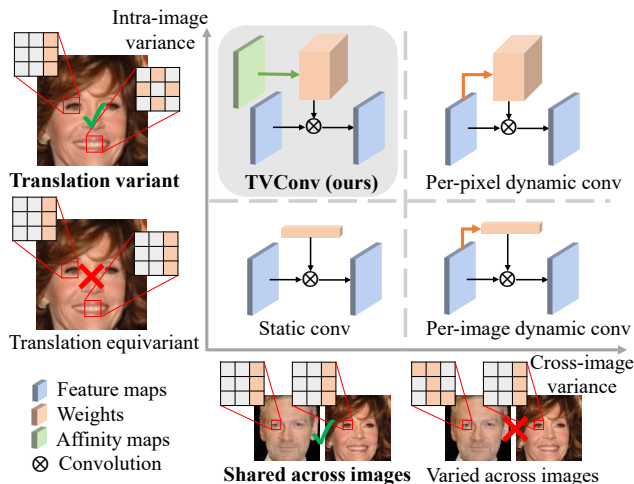 Intra-image
variance
Translation variant
TVConv (ours)
Per-pixel dynamic conv
Translation equivariant
Static conv
Per-image dynamic conv
Cross-image
variance
Feature maps
Weights
Affinity maps
Convolution
Shared across images
Varied across images